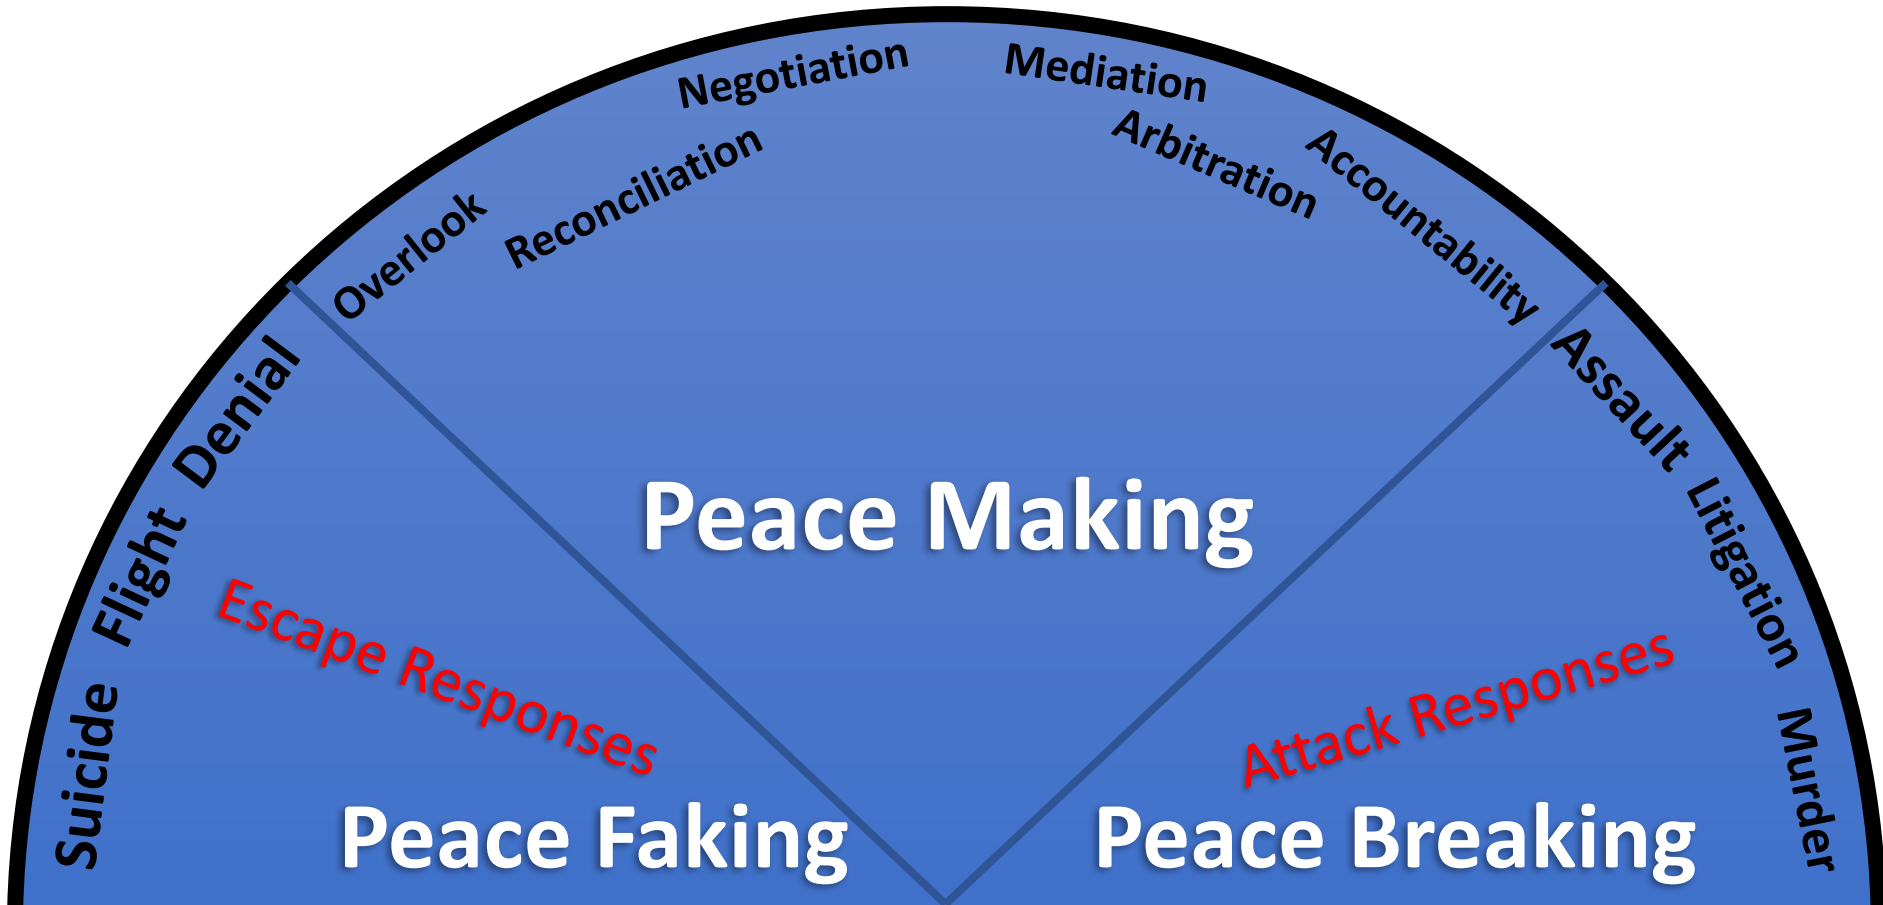 Negotiation
Mediation
Reconciliation
Arbitration
Overlook
Accountability
Denial
Assault
Flight
Litigation
Suicide
Murder
Peace Making
Escape Responses
Attack Responses
Peace Faking
Peace Breaking